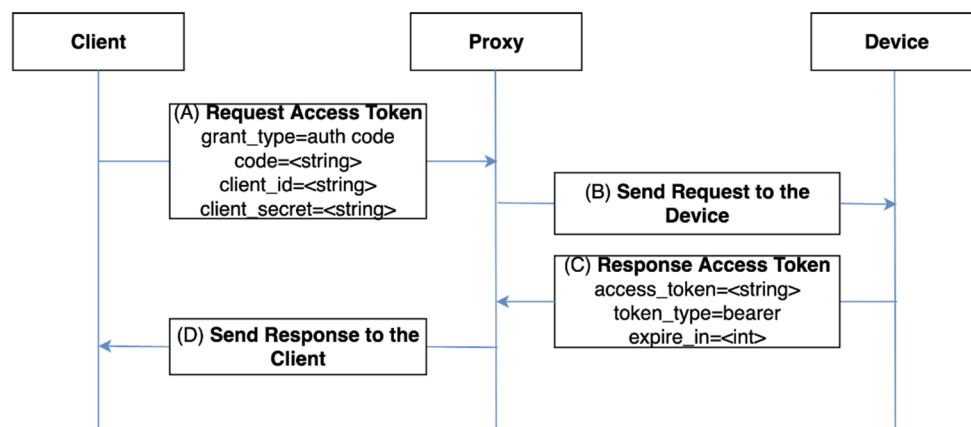 Client
Proxy
Device
(A) Request Access Token
grant_type=auth code
code=<string>
client_id=<string>
client_secret=<string>
(B) Send Request to the
Device
(C) Response Access Token
access_token=<string>
token_type=bearer
expire_in=<int>
(D) Send Response to the
Client